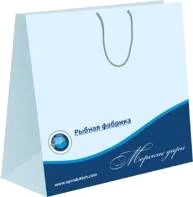 Рыбная фабрика
Морские дары